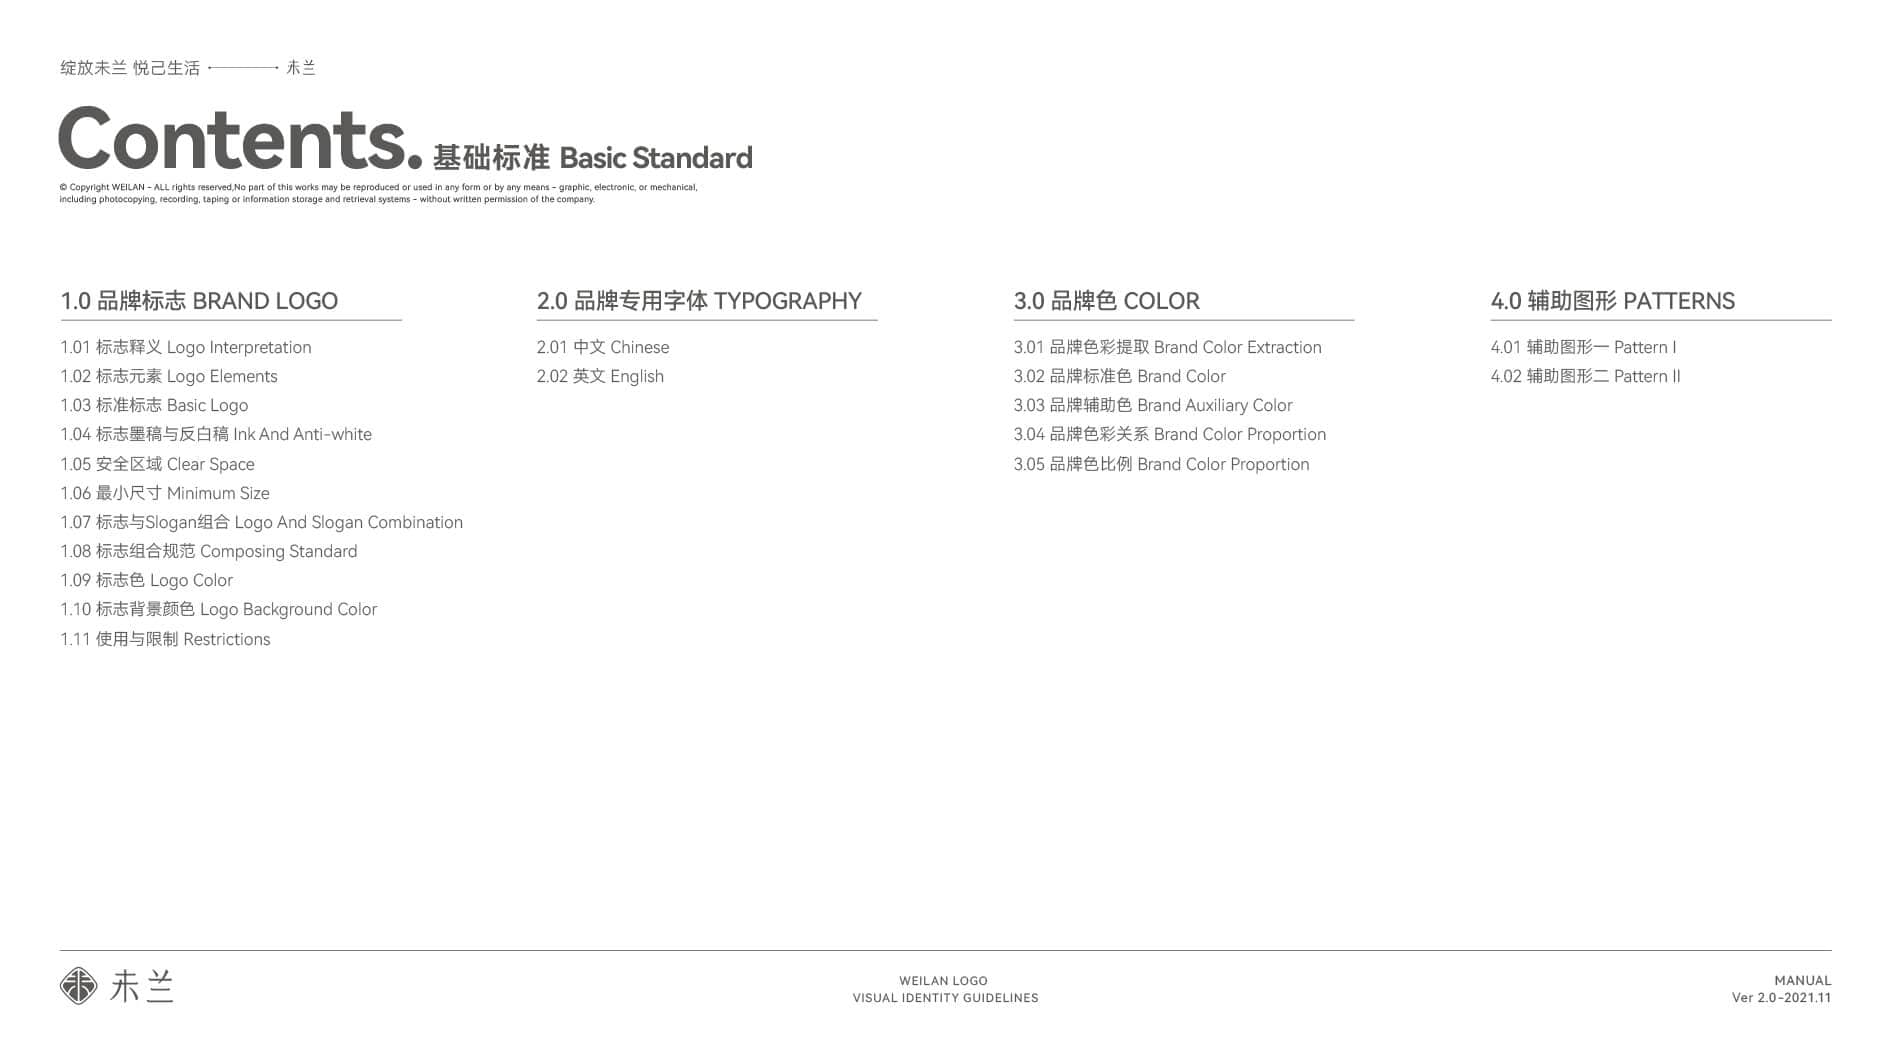 绽放未兰 悦己生活 未兰
Contents. 基础标准 Basic Standard
© Copyright WEILAN - ALL rights reserved,No part of this works may be reproduced or used in any form or by any means - graphic, electronic, or mechanical,
including photocopying, recording, taping or information storage and retrieval systems - without written permission of the company.
1.0 品牌标志 BRAND LOGO
1.01 标志释义 Logo Interpretation
1.02 标志元素 Logo Elements
1.03 标准标志 Basic Logo
1.04 标志墨稿与反白稿 Ink And Anti-white
1.05 安全区域 Clear Space
1.06 最小尺寸 Minimum Size
1.07 标志与Slogan组合 Logo And Slogan Combination
1.08 标志组合规范 Composing Standard
1.09 标志色 Logo Color
1.10 标志背景颜色 Logo Background Color
1.11 使用与限制 Restrictions
2.0 品牌专用字体 TYPOGRAPHY
2.01 中文 Chinese
2.02 英文 English
3.0 品牌色 COLOR
3.01 品牌色彩提取 Brand Color Extraction
3.02 品牌标准色 Brand Color
3.03 品牌辅助色 Brand Auxiliary Color
3.04 品牌色彩关系 Brand Color Proportion
3.05 品牌色比例 Brand Color Proportion
4.0 辅助图形 PATTERNS
4.01 辅助图形一 Pattern I
4.02 辅助图形二 Pattern II
未兰
WEILAN LOGO
VISUAL IDENTITY GUIDELINES
MANUAL
Ver 2.0-2021.11